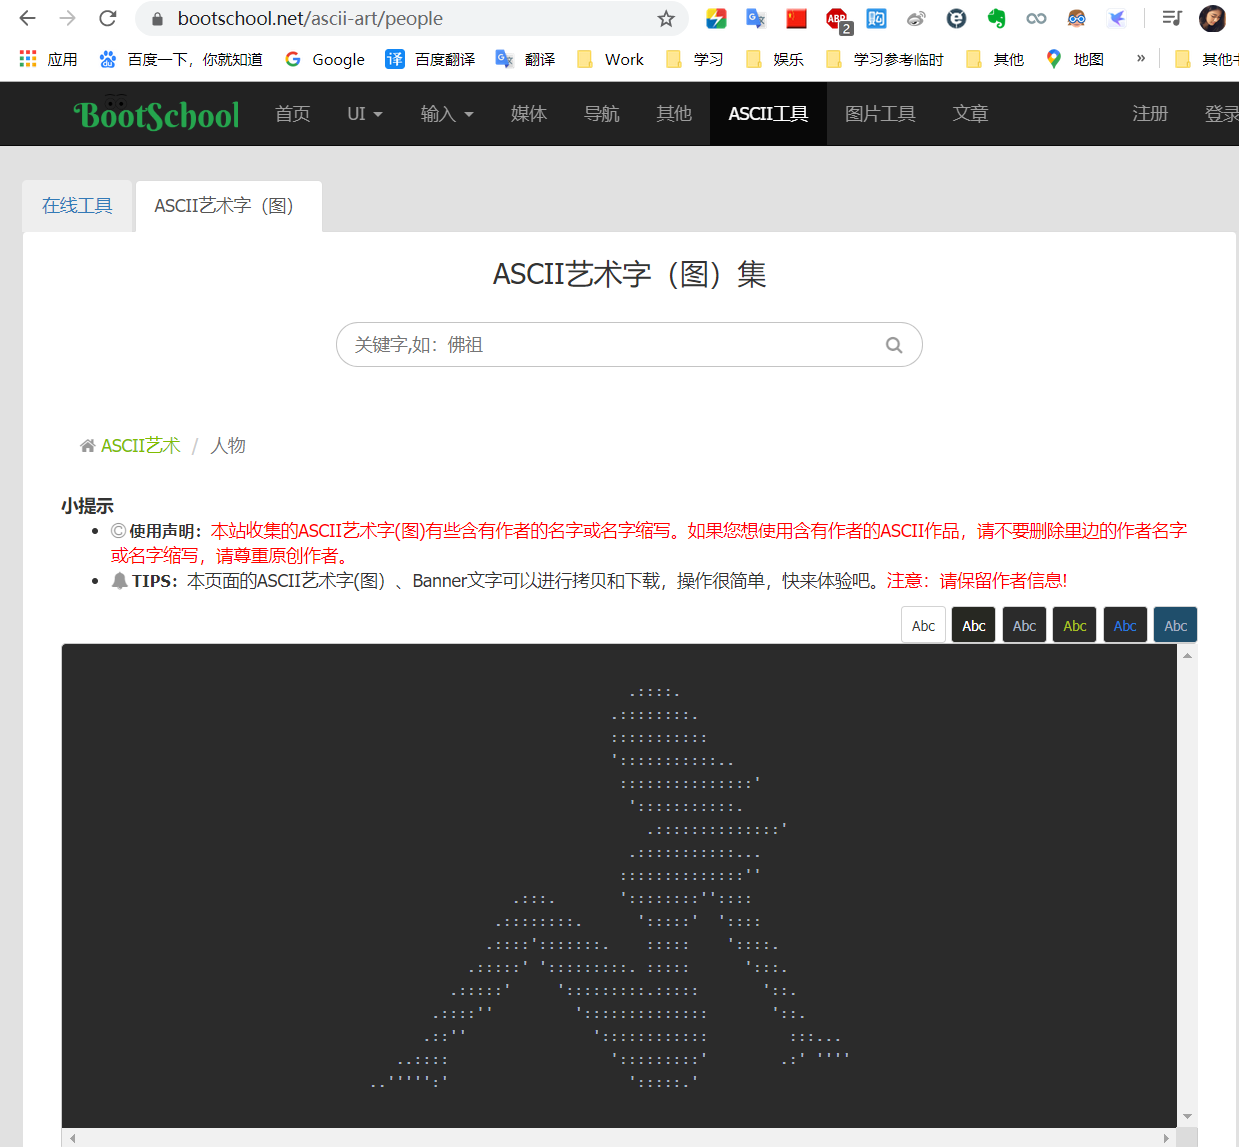 bootschool.net/ascii-art/people
ABP 2
购
应用 百度一下，你就知道 Google 译 百度翻译 翻译 Work 学习 娱乐 学习参考临时 其他 地图 »
BootSchool 首页 UI 输入 媒体 导航 其他 ASCII工具 图片工具 文章 注册 登录
在线工具 ASCII艺术字（图）
ASCII艺术字（图）集
关键字,如：佛祖
ASCII艺术 / 人物
小提示
© 使用声明：本站收集的ASCII艺术字(图)有些含有作者的名字或名字缩写。如果您想使用含有作者的ASCII作品，请不要删除里边的作者名字
或名字缩写，请尊重原创作者。
TIPS：本页面的ASCII艺术字(图）、Banner文字可以进行拷贝和下载，操作很简单，快来体验吧。注意：请保留作者信息!
Abc Abc Abc Abc Abc Abc